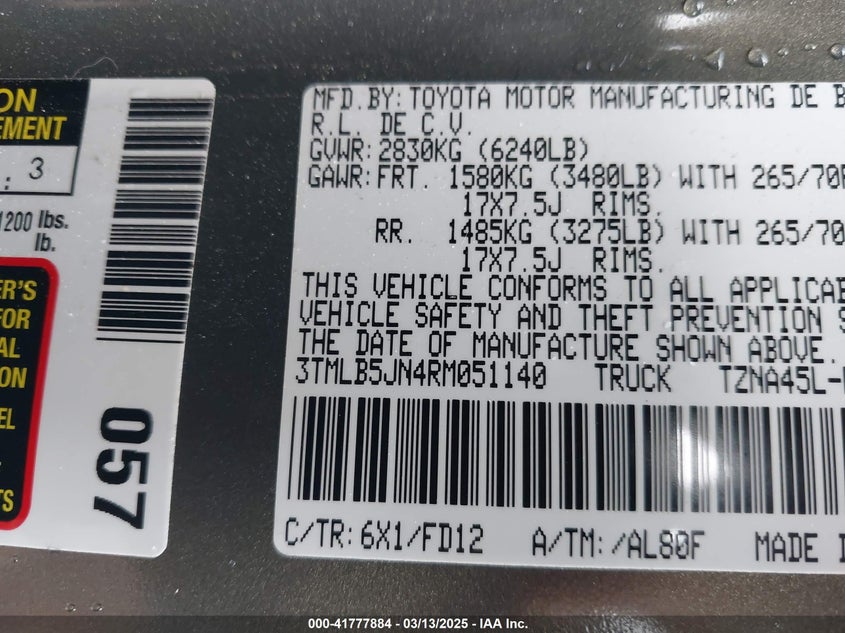 ON
EMENT
: 3
1200 lbs.
lb.
ER'S
FOR
AL
ION
EL
TS
057
MFD.BY:TOYOTA MOTOR MANUFACTURING DE B
R.L. DE C.V.
GVWR:2830KG (6240LB)
GAWR:FRT. 1580KG (3480LB) WITH 265/70
17X7.5J RIMS.
RR. 1485KG (3275LB) WITH 265/70
17X7.5J RIMS.
THIS VEHICLE CONFORMS TO ALL APPLICAB
VEHICLE SAFETY AND THEFT PREVENTION S
THE DATE OF MANUFACTURE SHOWN ABOVE.
3TMLB5JN4RM051140 TRUCK TZNA45L-
C/TR:6X1/FD12 A/TM:/AL80F MADE I
000-41777884 | 03/13/2025 - IAA Inc.